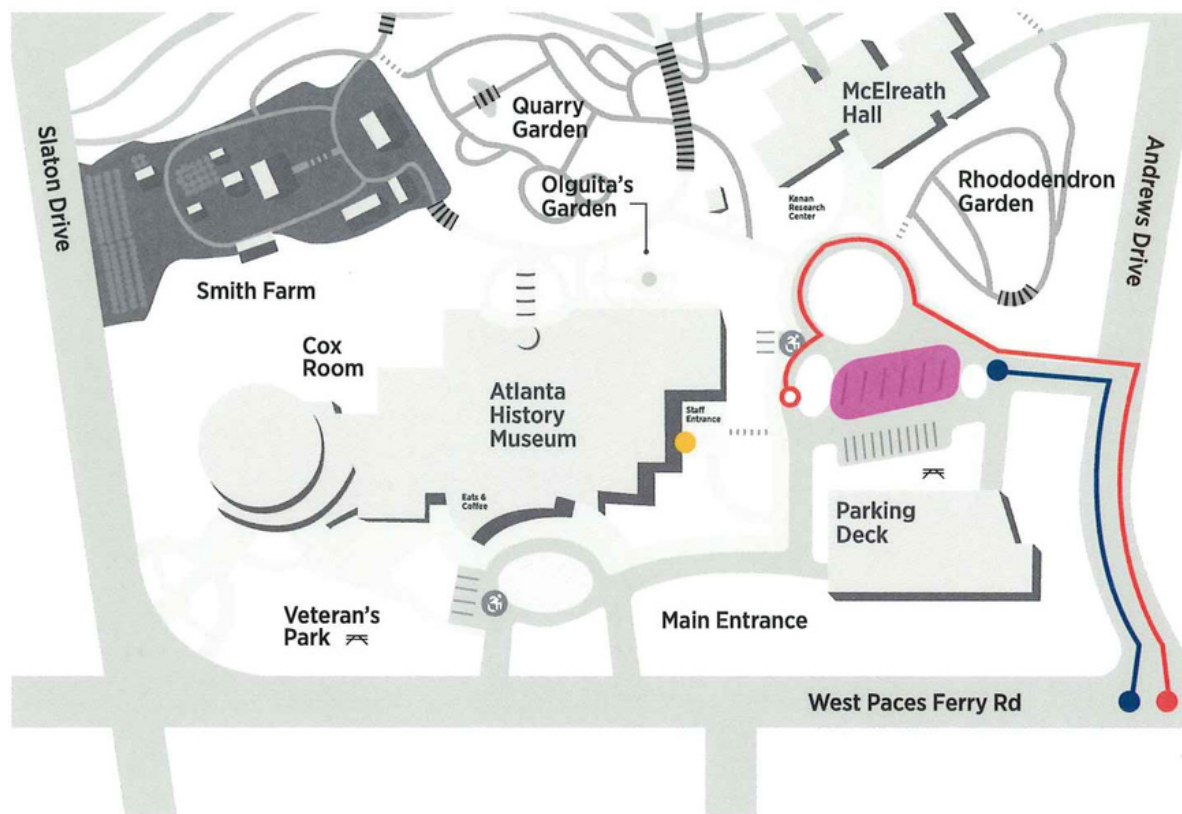 McElreath
Hall
Quarry
Garden
Slaton Drive
Andrews Drive
Olguita's
Garden
Kenan
Research
Center
Rhododendron
Garden
Smith Farm
Cox
Room
Atlanta
History
Museum
Staff
Entrance
Eats &
Coffee
Parking
Deck
Veteran's
Park
Main Entrance
West Paces Ferry Rd